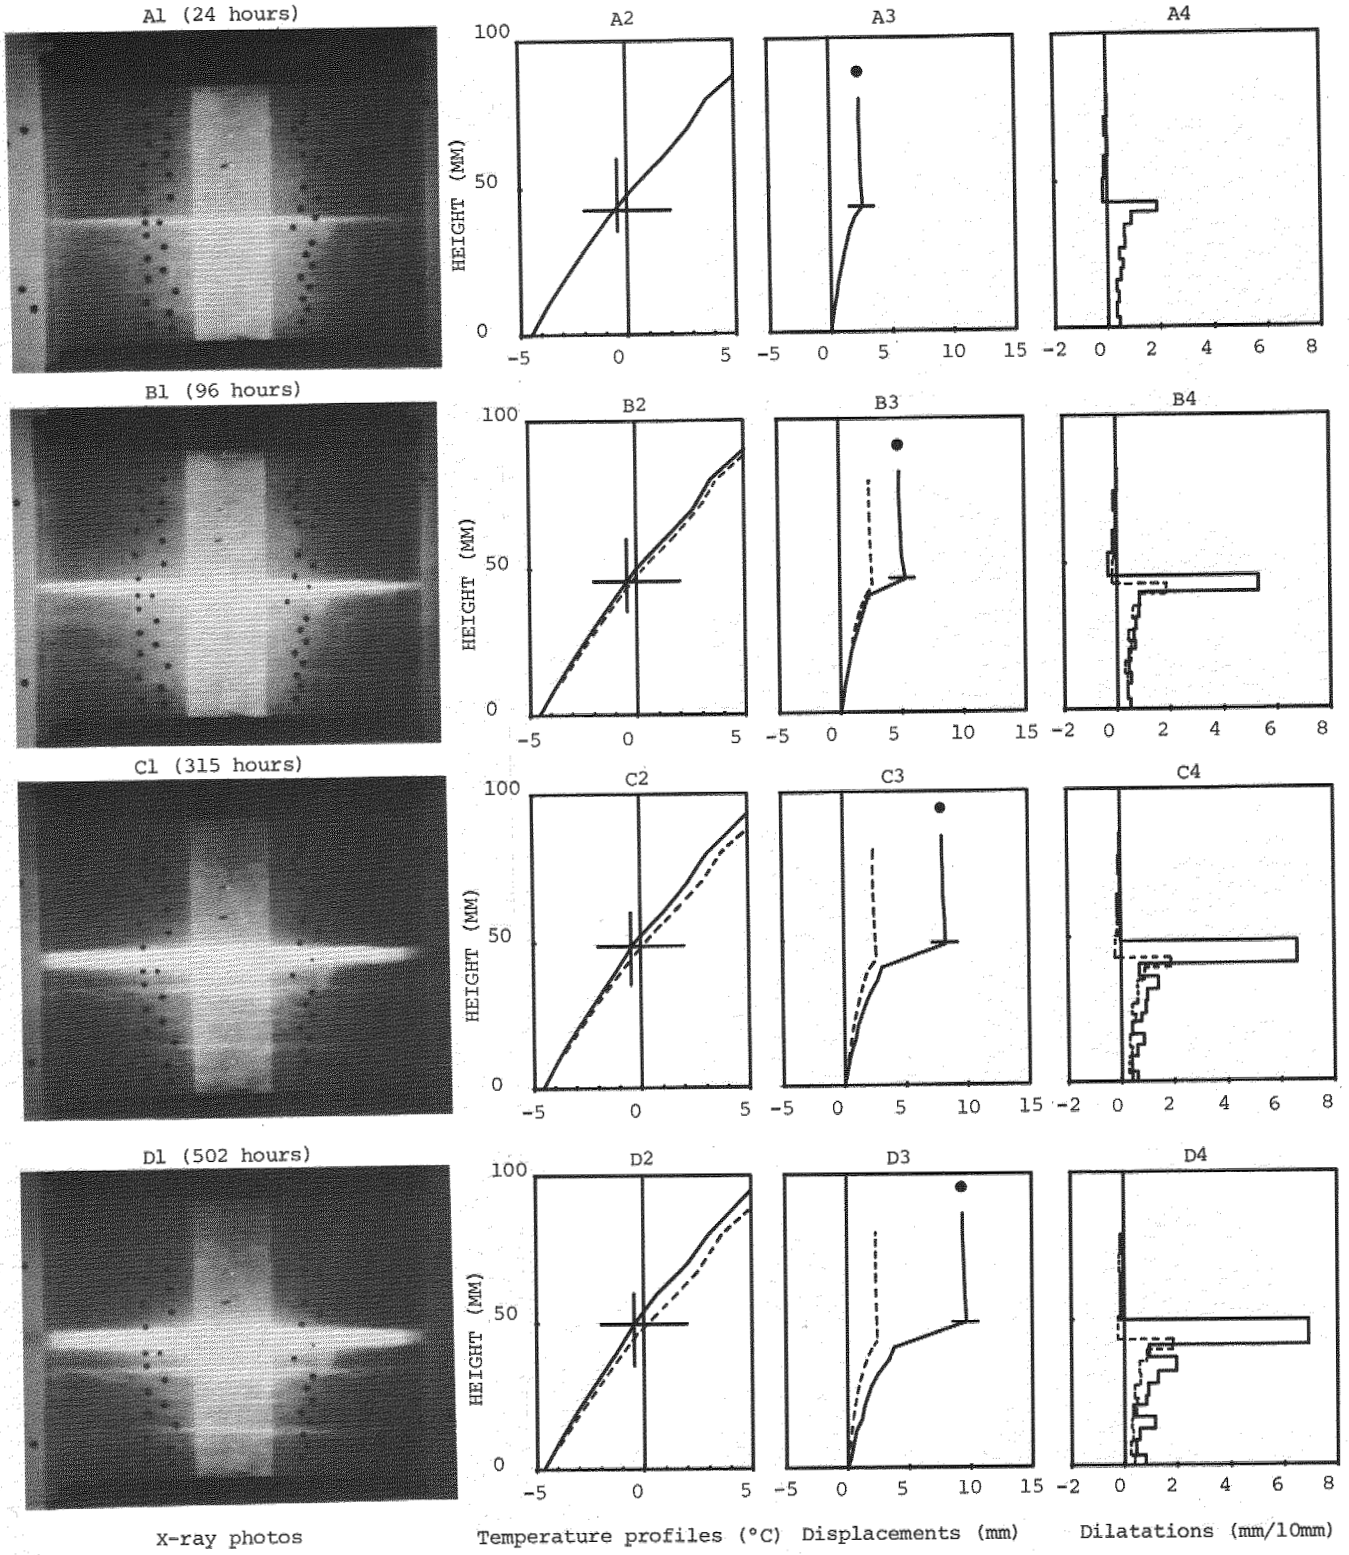 A1 (24 hours) A2 A3 A4
100
HEIGHT (MM)
50
0
-5 0 5 -5 0 5 10 15 -2 0 2 4 6 8
B1 (96 hours) B2 B3 B4
100
HEIGHT (MM)
50
0
-5 0 5 -5 0 5 10 15 -2 0 2 4 6 8
C1 (315 hours) C2 C3 C4
100
HEIGHT (MM)
50
0
-5 0 5 -5 0 5 10 15 -2 0 2 4 6 8
D1 (502 hours) D2 D3 D4
100
HEIGHT (MM)
50
0
-5 0 5 -5 0 5 10 15 -2 0 2 4 6 8
X-ray photos Temperature profiles (°C) Displacements (mm) Dilatations (mm/10mm)